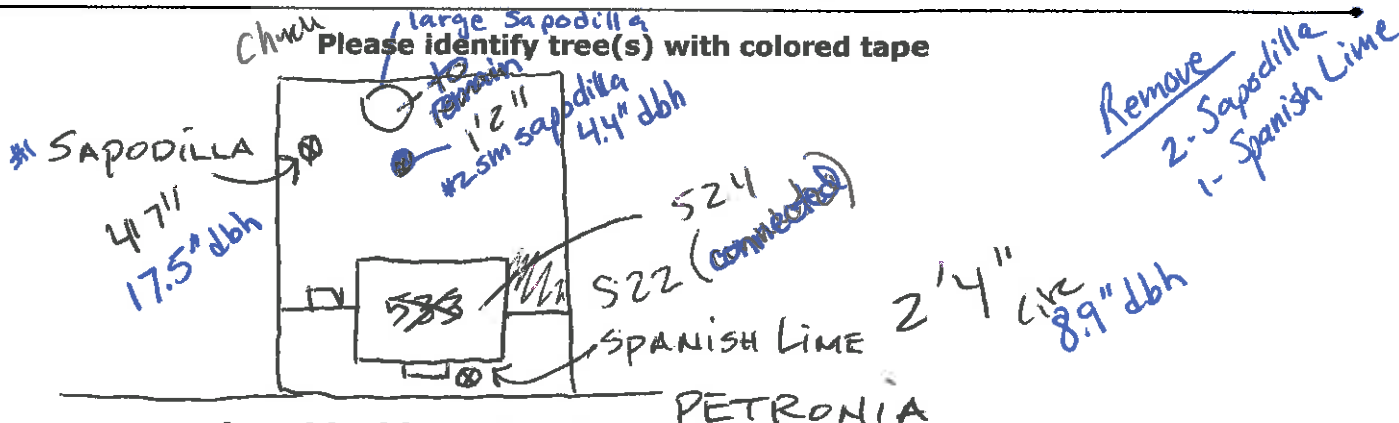 large Sapodilla
Church
Please identify tree(s) with colored tape
to
remain
Remove
2- Sapodilla
1- Spanish Lime
#1 SAPODILLA
4'7"
17.5" dbh
1'2"
#2 sm sapodilla
4.4" dbh
524
522 (connected)
533
SPANISH LIME 2'4" circ
8.9" dbh
PETRONIA